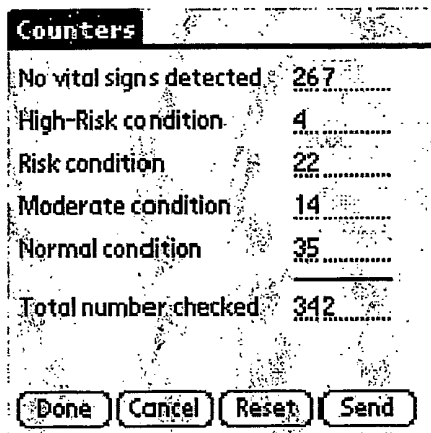 Counters
No vital signs detected 267
High-Risk condition 4
Risk condition 22
Moderate condition 14
Normal condition 35
Total number checked 342
Done Cancel Reset Send